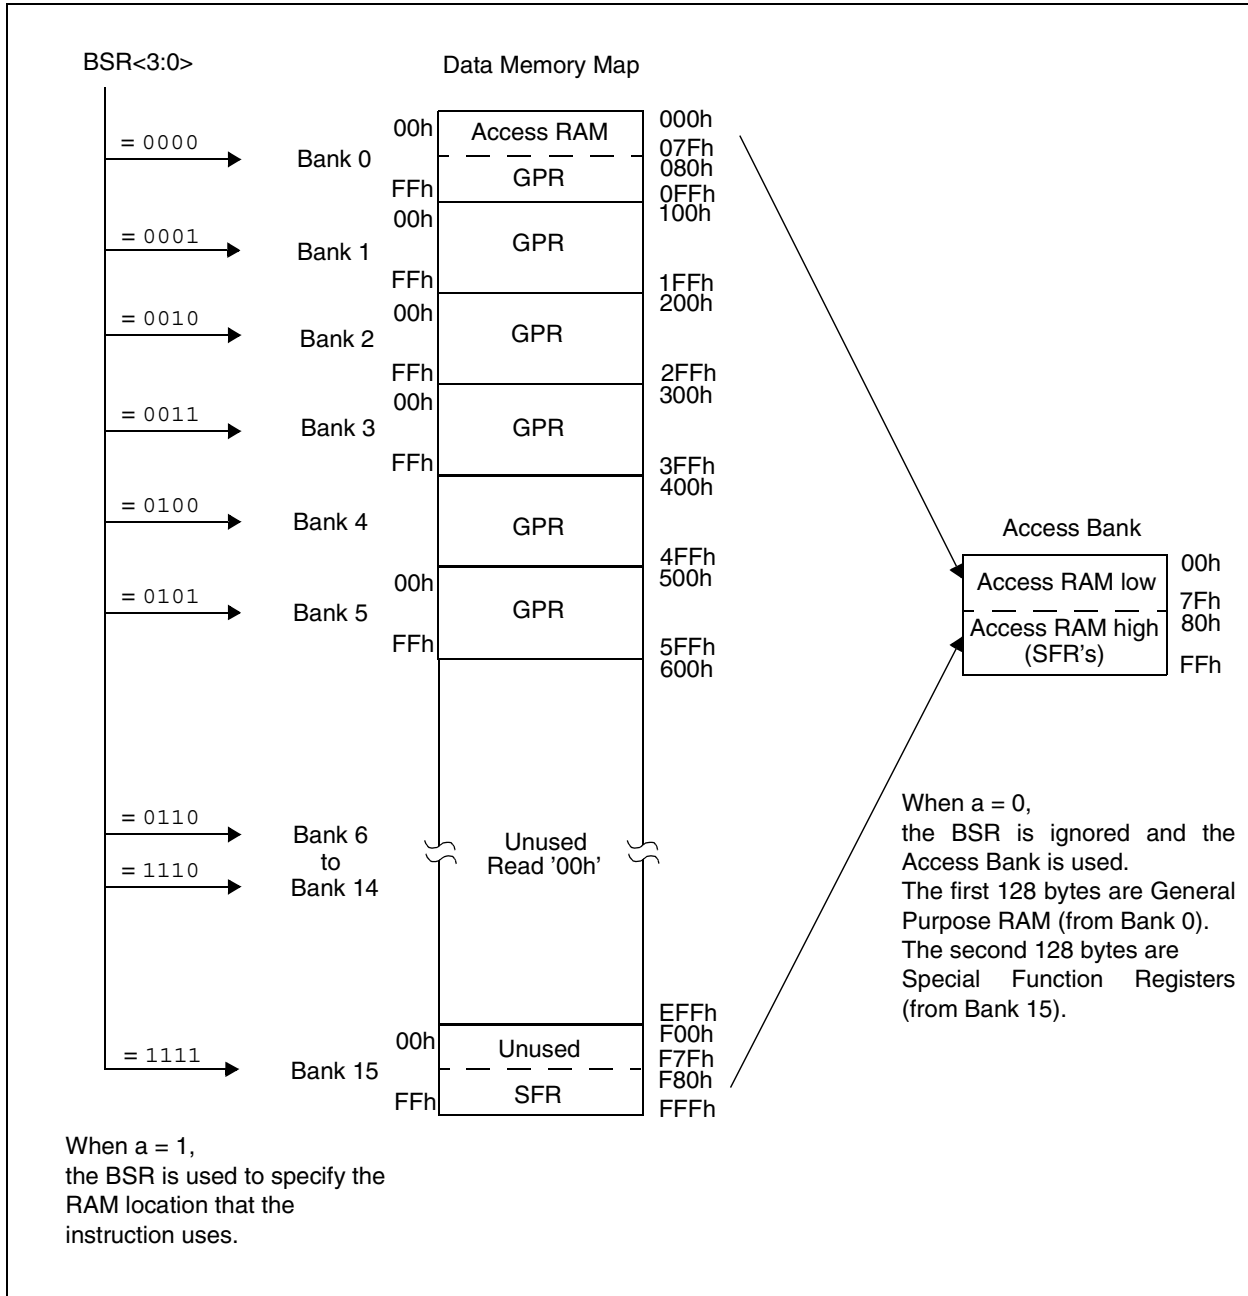 BSR<3:0>
Data Memory Map
= 0000
Bank 0
00h
Access RAM
000h
07Fh
080h
FFh
GPR
0FFh
= 0001
Bank 1
00h
GPR
100h
FFh
1FFh
= 0010
Bank 2
00h
GPR
200h
FFh
2FFh
= 0011
Bank 3
00h
GPR
300h
FFh
3FFh
= 0100
Bank 4
GPR
400h
4FFh
= 0101
Bank 5
00h
GPR
500h
FFh
5FFh
600h
= 0110
Bank 6
to
= 1110
Bank 14
Unused
Read '00h'
EFFh
= 1111
Bank 15
00h
Unused
F00h
F7Fh
F80h
FFh
SFR
FFFh
Access Bank
Access RAM low
00h
7Fh
Access RAM high
(SFR's)
80h
FFh
When a = 0,
the BSR is ignored and the
Access Bank is used.
The first 128 bytes are General
Purpose RAM (from Bank 0).
The second 128 bytes are
Special Function Registers
(from Bank 15).
When a = 1,
the BSR is used to specify the
RAM location that the
instruction uses.